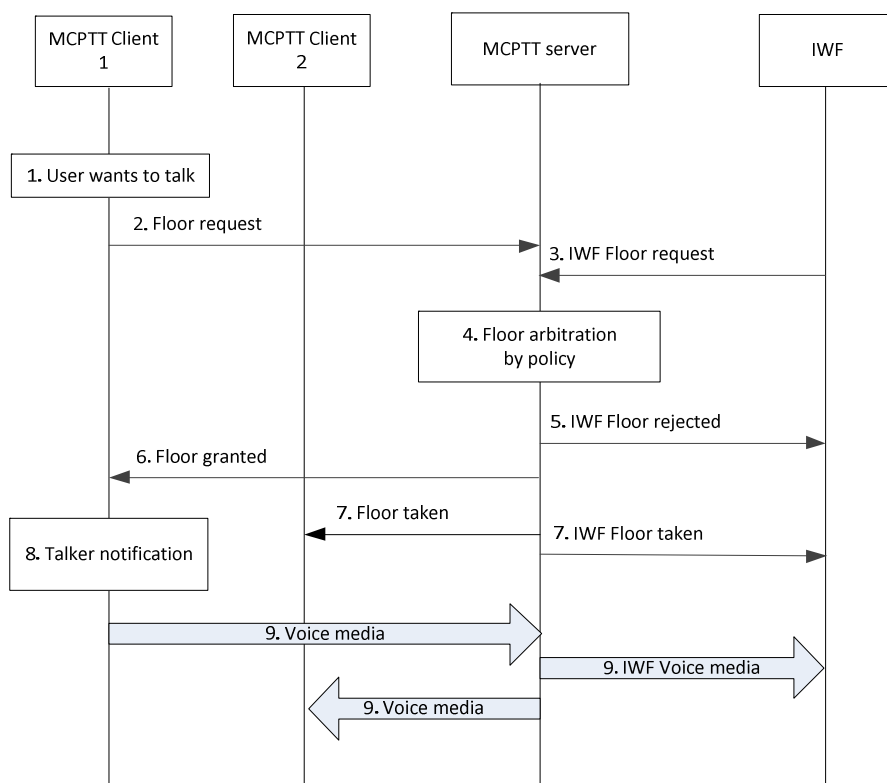 MCPTT Client
1
MCPTT Client
2
MCPTT server
IWF
1. User wants to talk
2. Floor request
3. IWF Floor request
4. Floor arbitration
by policy
5. IWF Floor rejected
6. Floor granted
7. Floor taken
7. IWF Floor taken
8. Talker notification
9. Voice media
9. IWF Voice media
9. Voice media